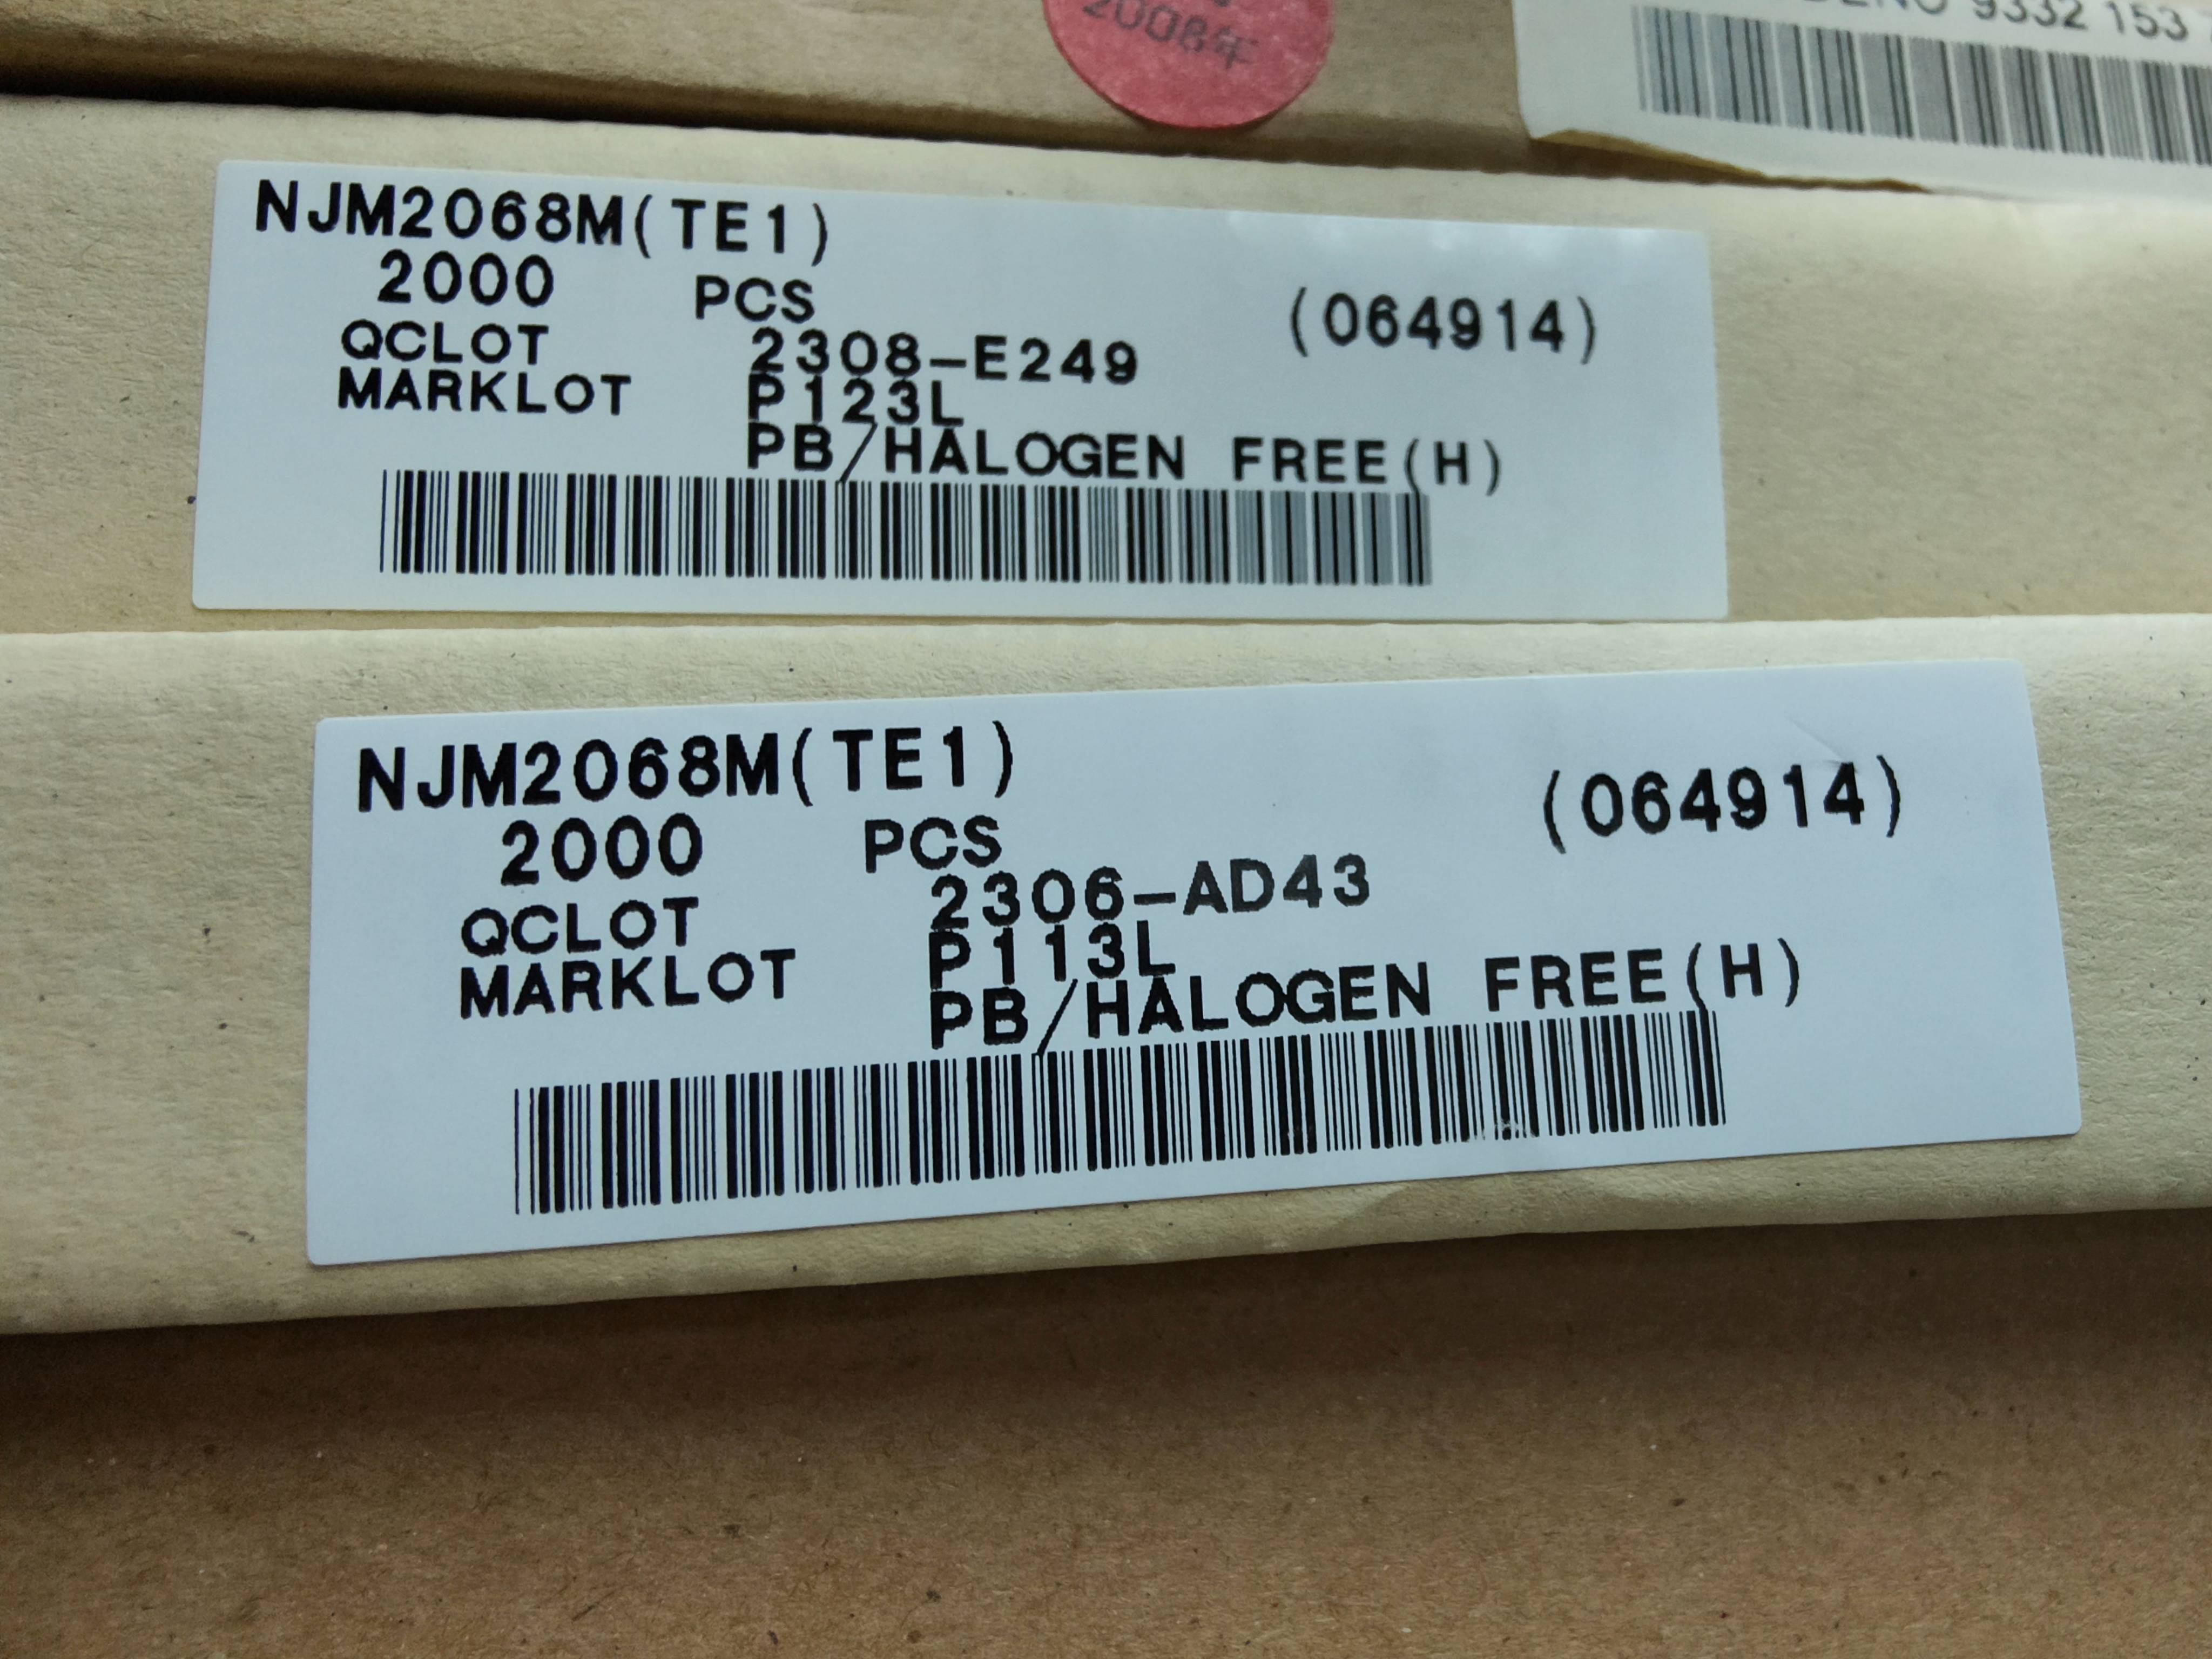 2008年
9332 153
NJM2068M(TE1)
2000 PCS (064914)
QCLOT 2308-E249
MARKLOT P123L
PB/HALOGEN FREE(H)
NJM2068M(TE1)
2000 PCS (064914)
QCLOT 2306-AD43
MARKLOT P113L
PB/HALOGEN FREE(H)